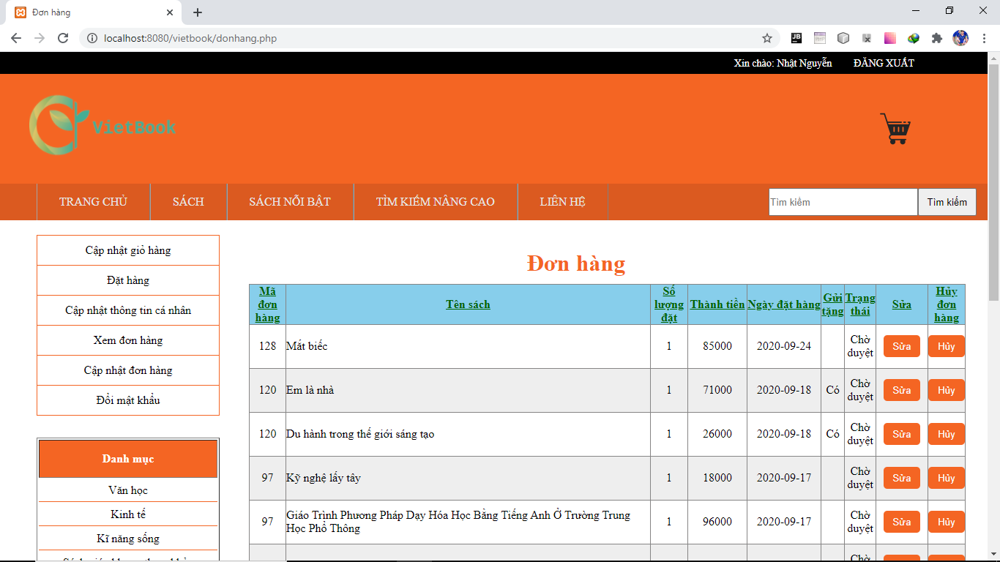 Đơn hàng
localhost:8080/vietbook/donhang.php
Xin chào: Nhật Nguyễn ĐĂNG XUẤT
VietBook
TRANG CHỦ SÁCH SÁCH NỖI BẬT TÌM KIẾM NÂNG CAO LIÊN HỆ Tìm kiếm Tìm kiếm
Cập nhật giỏ hàng
Đặt hàng
Cập nhật thông tin cá nhân
Xem đơn hàng
Cập nhật đơn hàng
Đổi mật khẩu
Danh mục
Văn học
Kinh tế
Kĩ năng sống
Đơn hàng
Mã đơn hàng Tên sách Số lượng đặt Thành tiền Ngày đặt hàng Gửi tặng Trạng thái Sửa Hủy đơn hàng
128 Mắt biếc 1 85000 2020-09-24 Chờ duyệt Sửa Hủy
120 Em là nhà 1 71000 2020-09-18 Có Chờ duyệt Sửa Hủy
120 Du hành trong thế giới sáng tạo 1 26000 2020-09-18 Có Chờ duyệt Sửa Hủy
97 Kỹ nghệ lấy tây 1 18000 2020-09-17 Chờ duyệt Sửa Hủy
97 Giáo Trình Phương Pháp Dạy Hóa Học Bằng Tiếng Anh Ở Trường Trung Học Phổ Thông 1 96000 2020-09-17 Chờ duyệt Sửa Hủy
Chờ